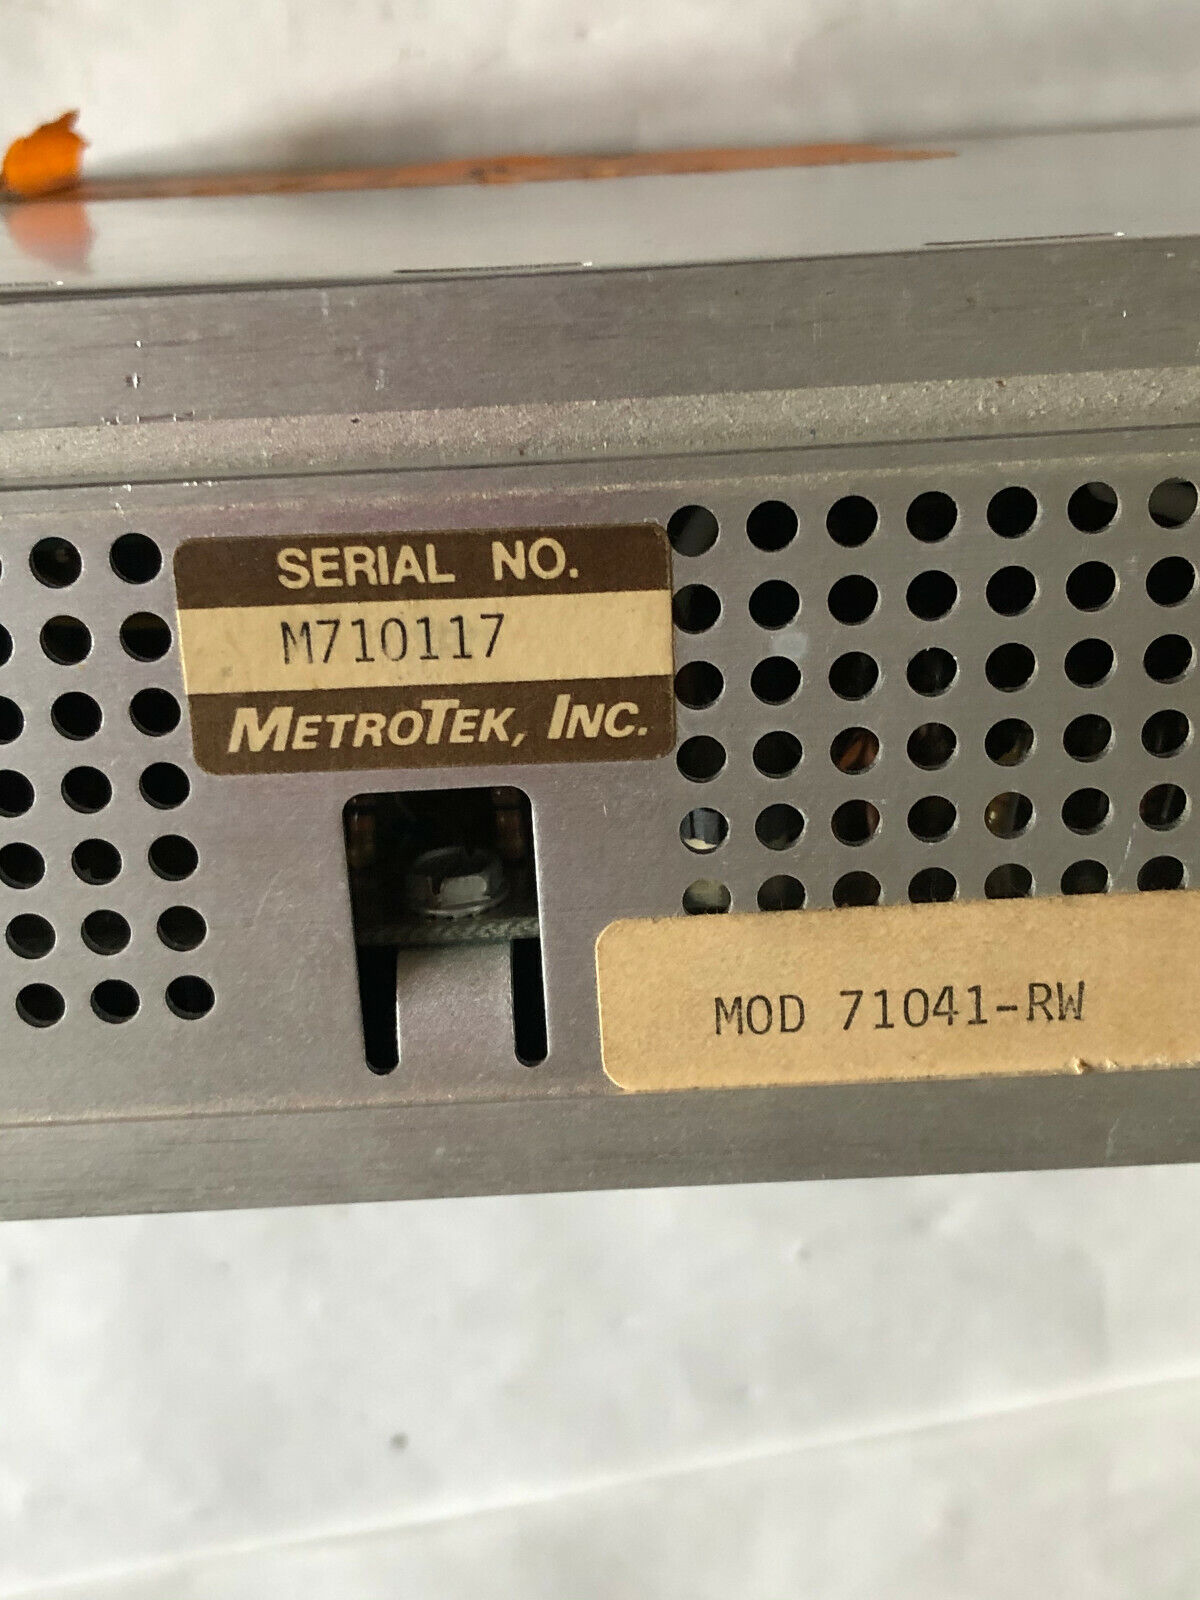 SERIAL NO.
M710117
METROTEK, INC.
MOD 71041-RW